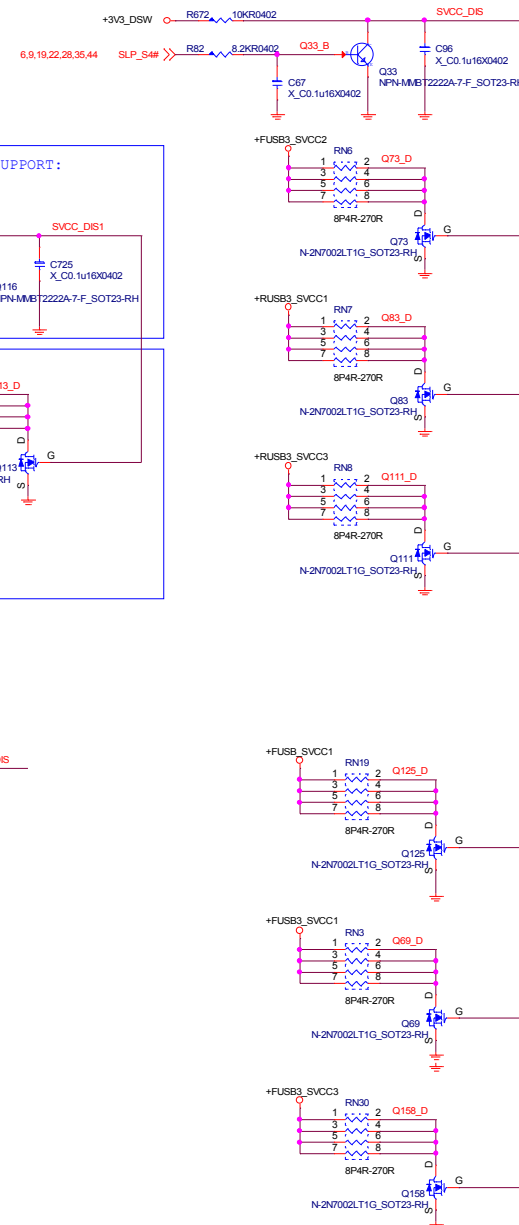 +3V3_DSW
R672
10KR0402
SVCC_DIS
6,9,19,22,28,35,44
SLP_S4#
R82
8.2KR0402
Q33_B
C96
X_C0.1u16X0402
C67
X_C0.1u16X0402
Q33
NPN-MMBT2222A-7-F_SOT23-RH
UPPORT:
SVCC_DIS1
C725
X_C0.1u16X0402
Q116
NPN-MMBT2222A-7-F_SOT23-RH
13_D
D
G
Q113
RH
S
+FUSB3_SVCC2
RN6
1 2
3 4
5 6
7 8
Q73_D
8P4R-270R
D
G
Q73
N-2N7002LT1G_SOT23-RH
S
+RUSB3_SVCC1
RN7
1 2
3 4
5 6
7 8
Q83_D
8P4R-270R
D
G
Q83
N-2N7002LT1G_SOT23-RH
S
+RUSB3_SVCC3
RN8
1 2
3 4
5 6
7 8
Q111_D
8P4R-270R
D
G
Q111
N-2N7002LT1G_SOT23-RH
S
IS
+FUSB_SVCC1
RN19
1 2
3 4
5 6
7 8
Q125_D
8P4R-270R
D
G
Q125
N-2N7002LT1G_SOT23-RH
S
+FUSB3_SVCC1
RN3
1 2
3 4
5 6
7 8
Q69_D
8P4R-270R
D
G
Q69
N-2N7002LT1G_SOT23-RH
S
+FUSB3_SVCC3
RN30
1 2
3 4
5 6
7 8
Q158_D
8P4R-270R
D
G
Q158
N-2N7002LT1G_SOT23-RH
S